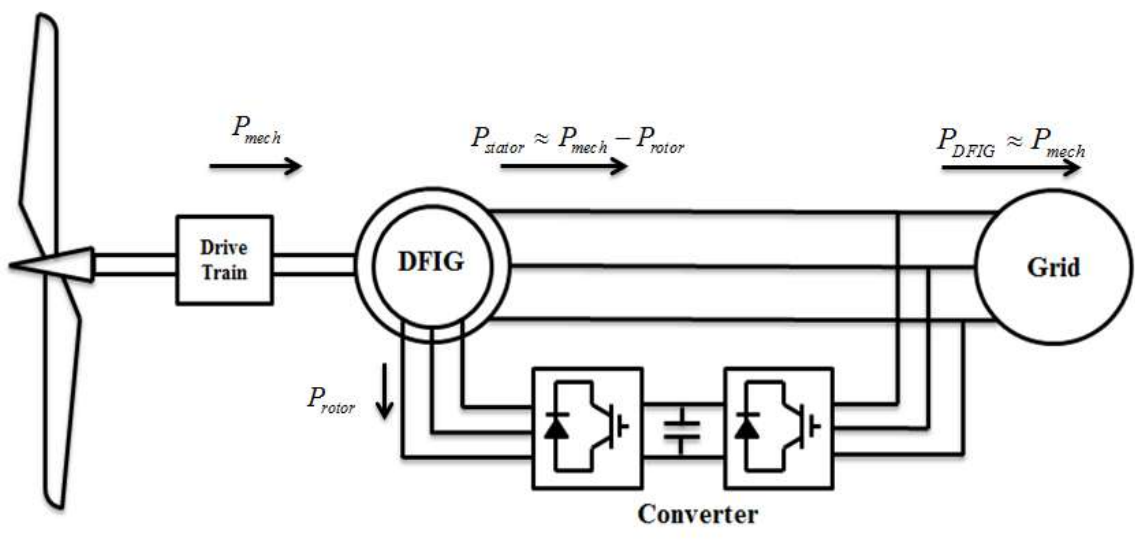 P_mech
P_stator ≈ P_mech − P_rotor
P_DFIG ≈ P_mech
Drive
Train
DFIG
Grid
P_rotor
Converter